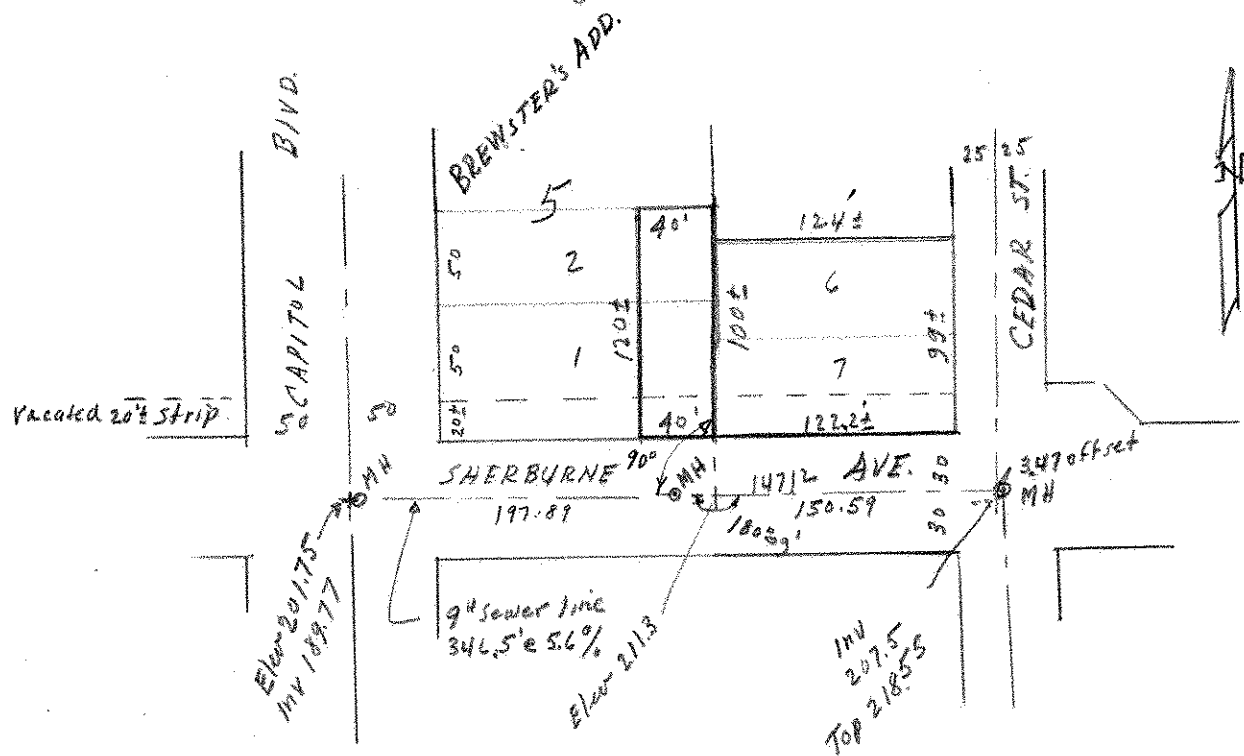 BREWSTER'S ADD.
BLVD.
CAPITOL
50
50
5
2
50
1
50
20±
40'
120±
40'
100±
124'±
6
7
99±
122.2'±
25 25
CEDAR ST.
Vacated 20'± strip.
SHERBURNE AVE.
90°
MH
MH
197.89
147.12
150.59
180° 39'
30 30
3.47 offset
MH
Elev 201.75
INV 189.77
9" sewer line
346.5' @ 5.6%
Elev 211.3
INV
207.5
TOP 218.55